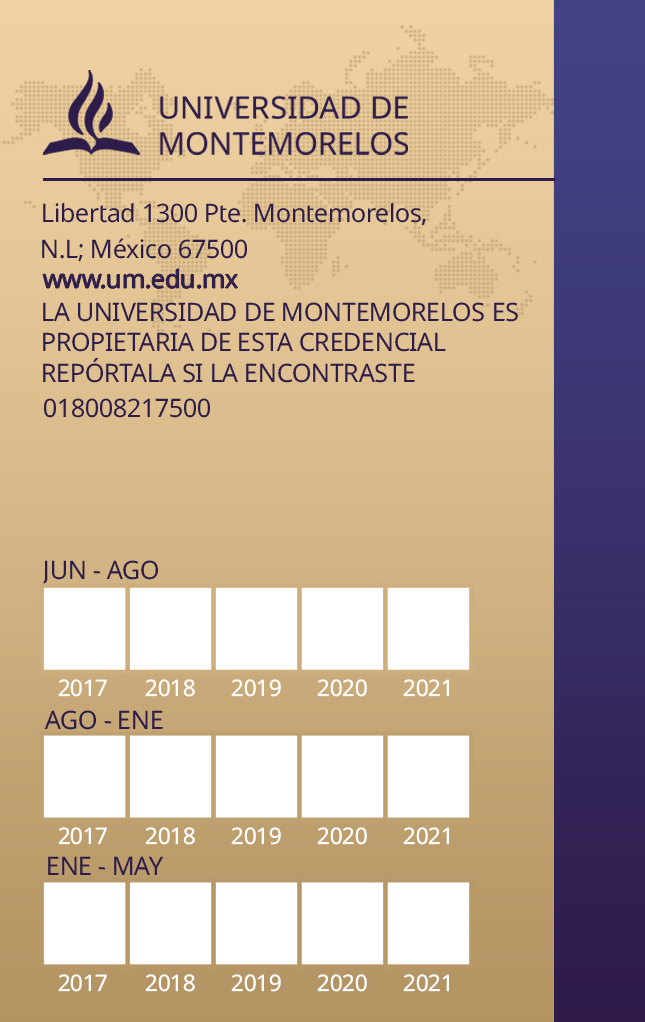 UNIVERSIDAD DE
MONTEMORELOS
Libertad 1300 Pte. Montemorelos,
N.L; México 67500
www.um.edu.mx
LA UNIVERSIDAD DE MONTEMORELOS ES
PROPIETARIA DE ESTA CREDENCIAL
REPÓRTALA SI LA ENCONTRASTE
018008217500
JUN - AGO
2017 2018 2019 2020 2021
AGO - ENE
2017 2018 2019 2020 2021
ENE - MAY
2017 2018 2019 2020 2021